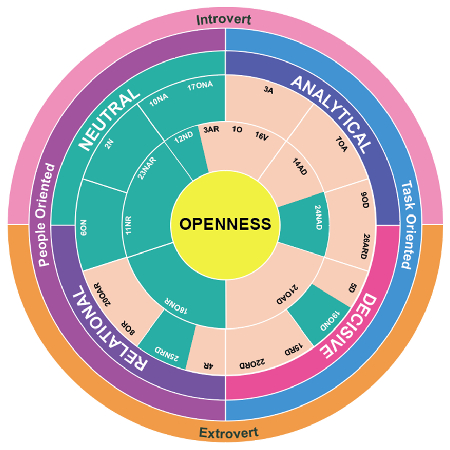 Introvert
People Oriented
Task Oriented
Extrovert
NEUTRAL
ANALYTICAL
RELATIONAL
DECISIVE
OPENNESS
17ONA
10NA
2N
6ON
3A
7OA
9OD
26ARD
5D
19OND
15RD
22ORD
4R
25NRD
8OR
20OAR
12ND
23NAR
11NR
18ONR
3AR
1O
16V
14AD
24NAD
21OAD